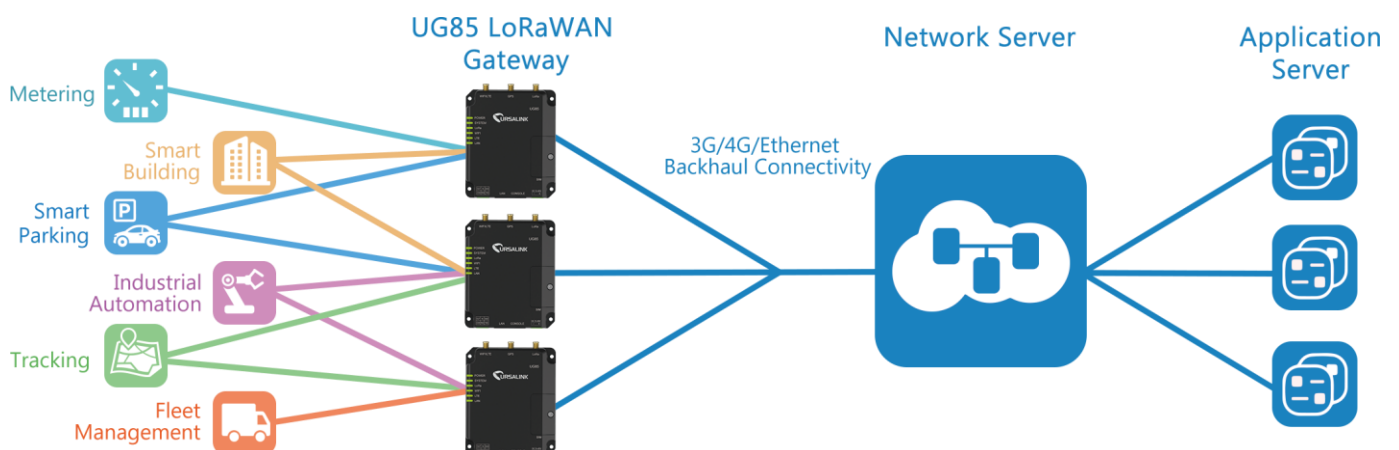 UG85 LoRaWAN
Gateway
Network Server
Application
Server
Metering
Smart
Building
Smart
Parking
Industrial
Automation
Tracking
Fleet
Management
3G/4G/Ethernet
Backhaul Connectivity
P
URSALINK
URSALINK
URSALINK